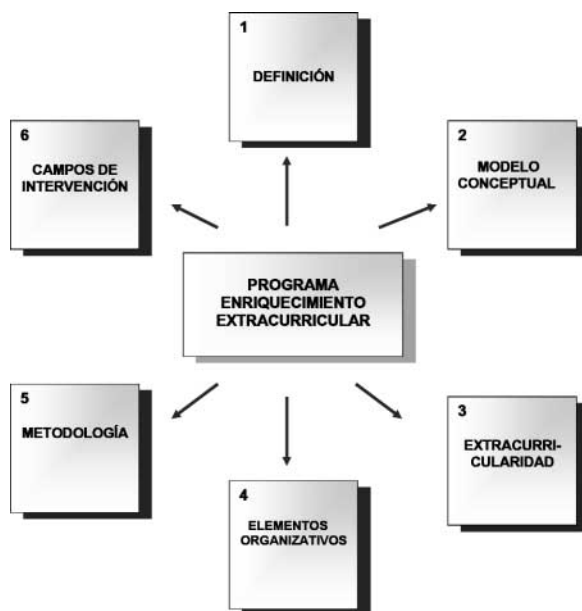 1
DEFINICIÓN
6
CAMPOS DE
INTERVENCIÓN
2
MODELO
CONCEPTUAL
PROGRAMA
ENRIQUECIMIENTO
EXTRACURRICULAR
5
METODOLOGÍA
3
EXTRACURRI-
CULARIDAD
4
ELEMENTOS
ORGANIZATIVOS